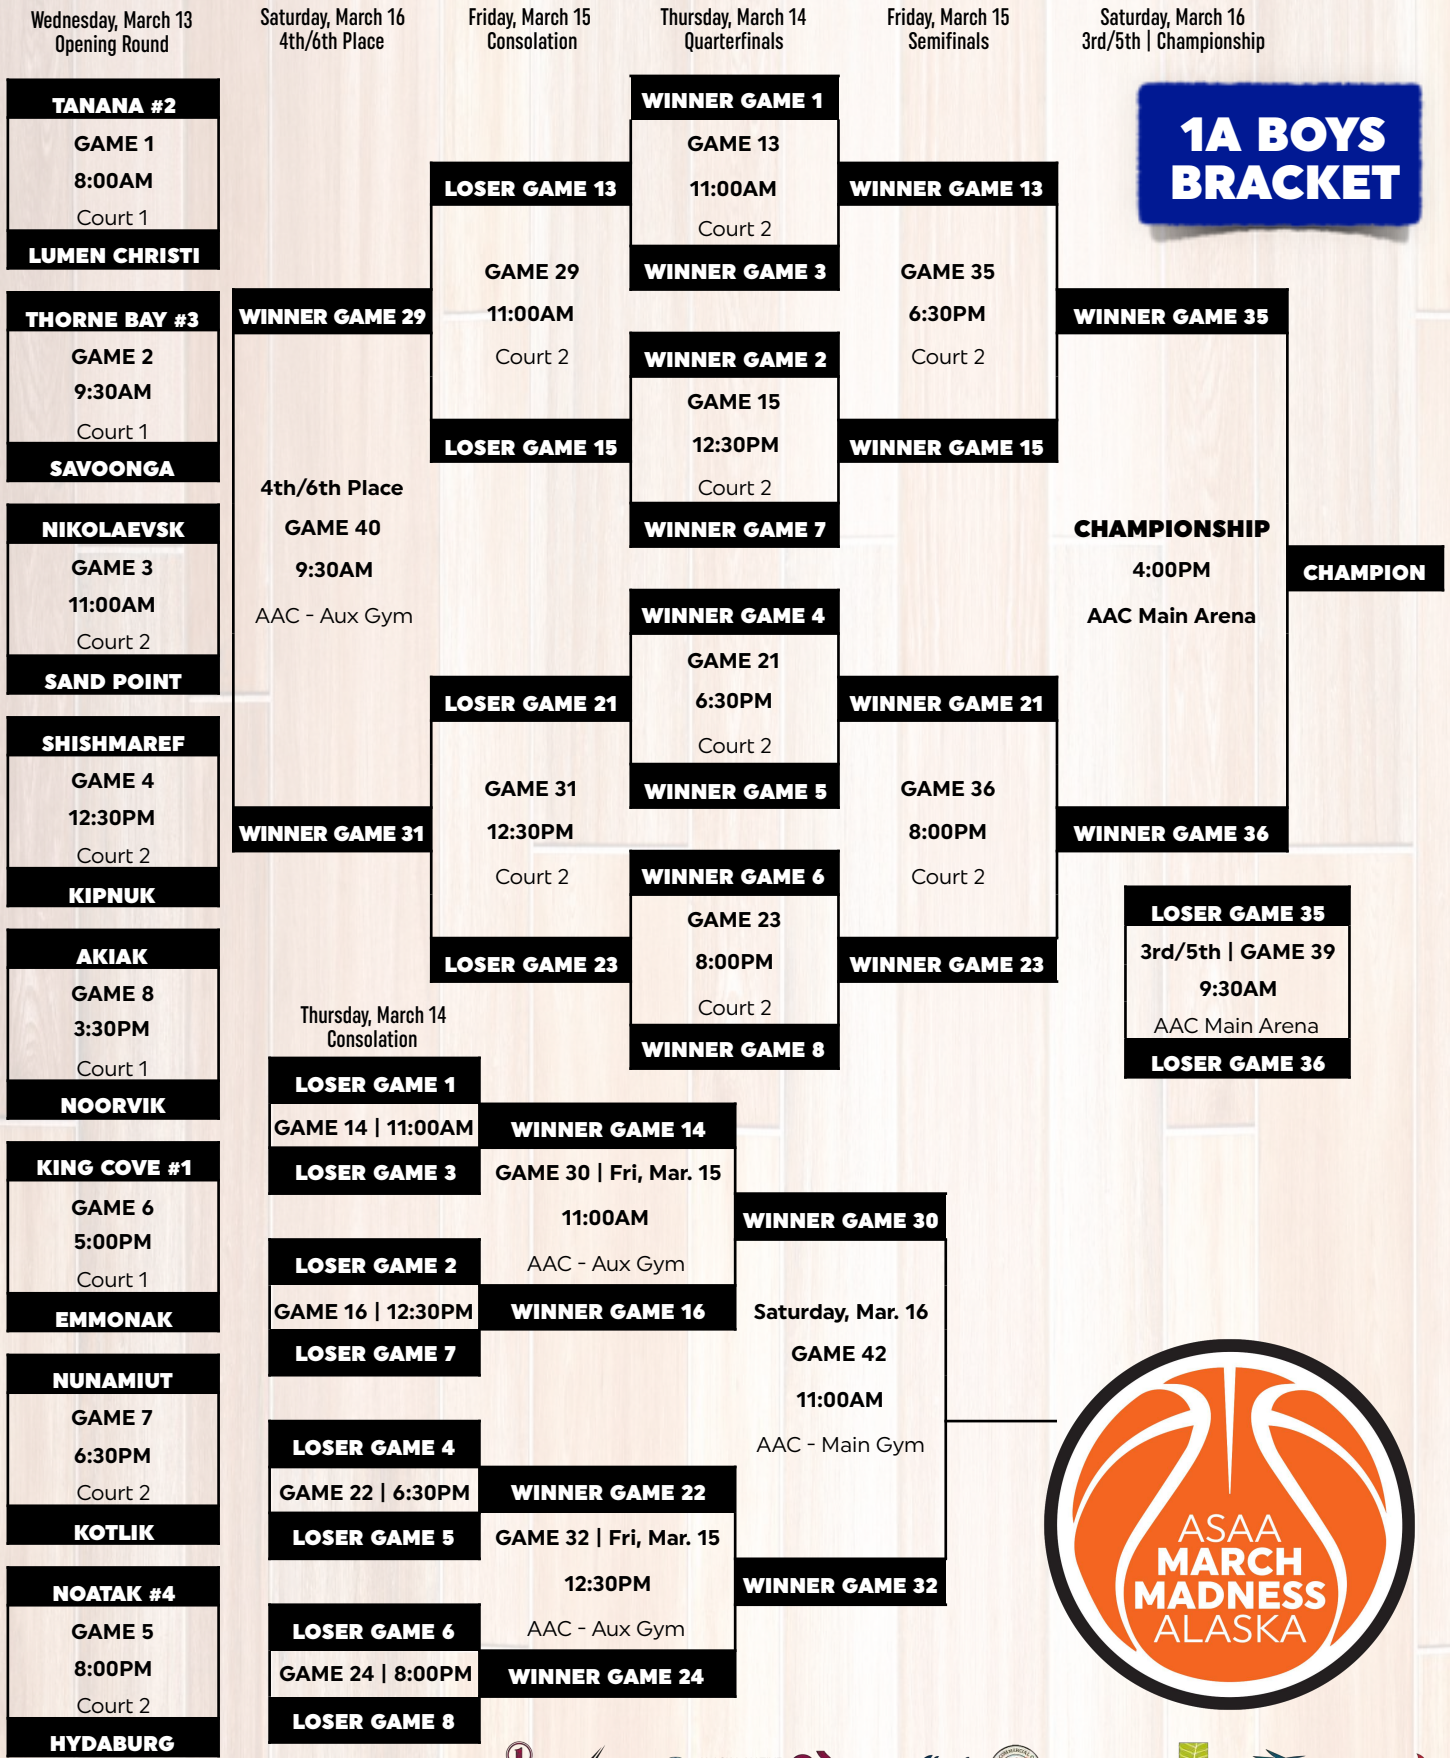 Wednesday, March 13
Opening Round
Saturday, March 16
4th/6th Place
Friday, March 15
Consolation
Thursday, March 14
Quarterfinals
Friday, March 15
Semifinals
Saturday, March 16
3rd/5th | Championship
1A BOYS
BRACKET
TANANA #2
GAME 1
8:00AM
Court 1
LUMEN CHRISTI
THORNE BAY #3
GAME 2
9:30AM
Court 1
SAVOONGA
NIKOLAEVSK
GAME 3
11:00AM
Court 2
SAND POINT
SHISHMAREF
GAME 4
12:30PM
Court 2
KIPNUK
AKIAK
GAME 8
3:30PM
Court 1
NOORVIK
KING COVE #1
GAME 6
5:00PM
Court 1
EMMONAK
NUNAMIUT
GAME 7
6:30PM
Court 2
KOTLIK
NOATAK #4
GAME 5
8:00PM
Court 2
HYDABURG
WINNER GAME 29
4th/6th Place
GAME 40
9:30AM
AAC - Aux Gym
WINNER GAME 31
LOSER GAME 13
GAME 29
11:00AM
Court 2
LOSER GAME 15
LOSER GAME 21
GAME 31
12:30PM
Court 2
LOSER GAME 23
WINNER GAME 1
GAME 13
11:00AM
Court 2
WINNER GAME 3
WINNER GAME 2
GAME 15
12:30PM
Court 2
WINNER GAME 7
WINNER GAME 4
GAME 21
6:30PM
Court 2
WINNER GAME 5
WINNER GAME 6
GAME 23
8:00PM
Court 2
WINNER GAME 8
WINNER GAME 13
GAME 35
6:30PM
Court 2
WINNER GAME 15
WINNER GAME 21
GAME 36
8:00PM
Court 2
WINNER GAME 23
WINNER GAME 35
CHAMPIONSHIP
4:00PM
AAC Main Arena
WINNER GAME 36
CHAMPION
LOSER GAME 35
3rd/5th | GAME 39
9:30AM
AAC Main Arena
LOSER GAME 36
Thursday, March 14
Consolation
LOSER GAME 1
GAME 14 | 11:00AM
LOSER GAME 3
LOSER GAME 2
GAME 16 | 12:30PM
LOSER GAME 7
LOSER GAME 4
GAME 22 | 6:30PM
LOSER GAME 5
LOSER GAME 6
GAME 24 | 8:00PM
LOSER GAME 8
WINNER GAME 14
GAME 30 | Fri, Mar. 15
11:00AM
AAC - Aux Gym
WINNER GAME 16
WINNER GAME 22
GAME 32 | Fri, Mar. 15
12:30PM
AAC - Aux Gym
WINNER GAME 24
WINNER GAME 30
Saturday, Mar. 16
GAME 42
11:00AM
AAC - Main Gym
WINNER GAME 32
ASAA
MARCH
MADNESS
ALASKA